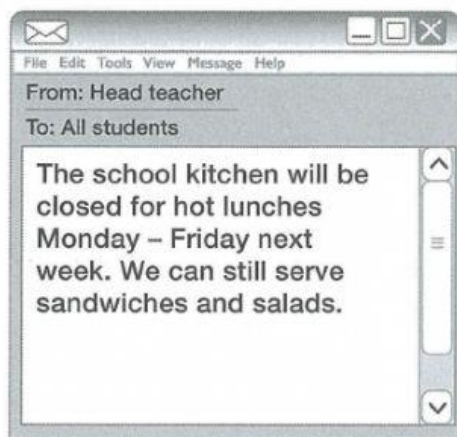 File Edit Tools View Message Help
From: Head teacher
To: All students
The school kitchen will be
closed for hot lunches
Monday – Friday next
week. We can still serve
sandwiches and salads.